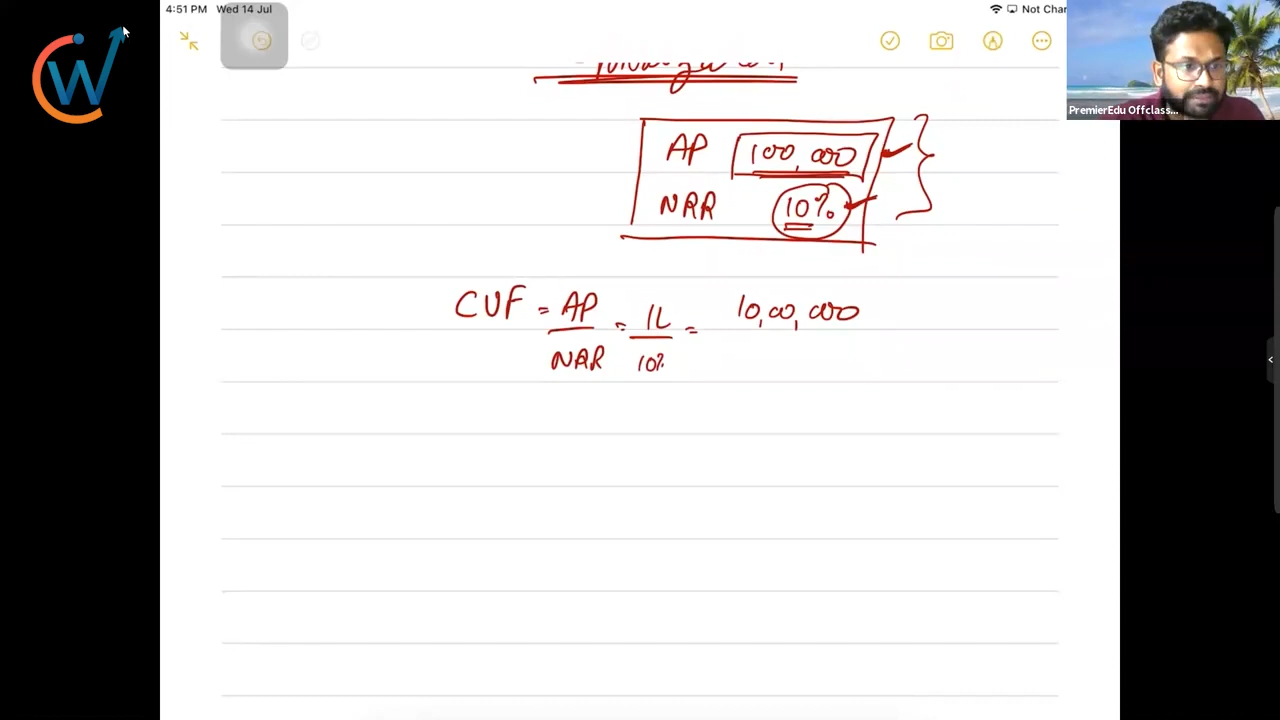 4:51 PM Wed 14 Jul
Not Char
CW
PremierEdu Offclass...
AP 100,000
NRR 10%
CUF = AP = 1L = 10,00,000
NRR 10%